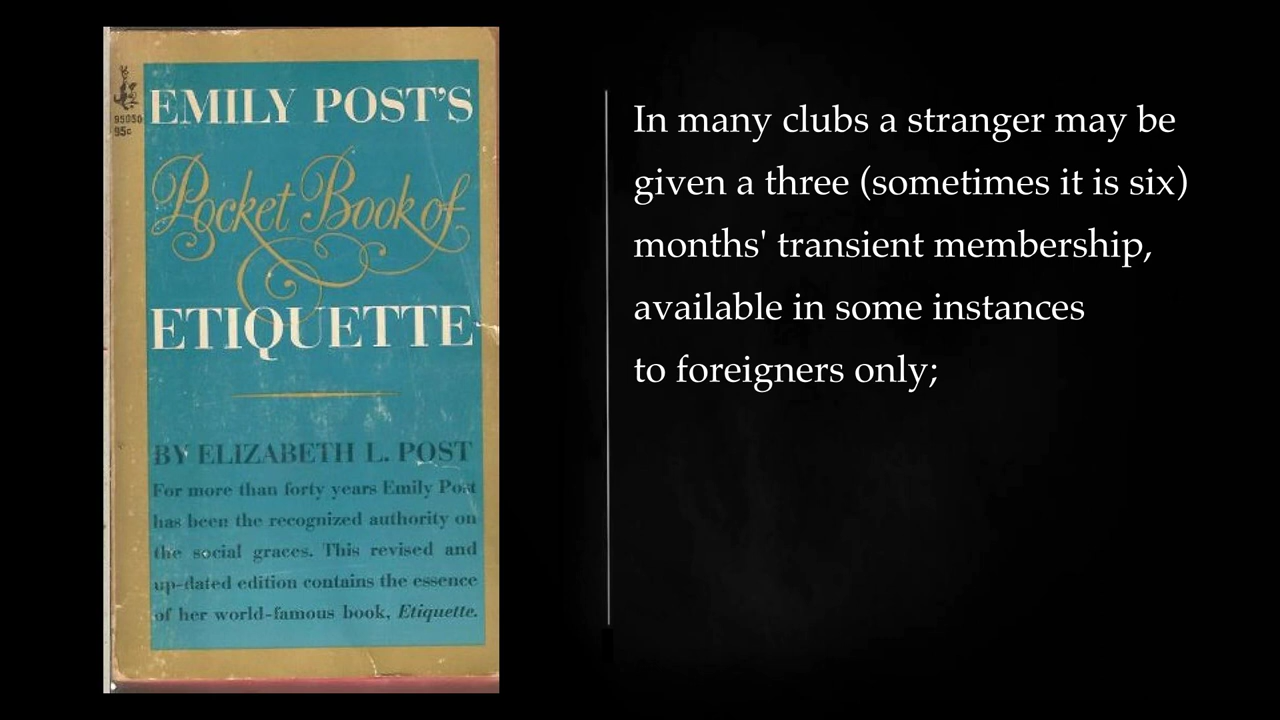 95050
95c
EMILY POST'S
Pocket Book of
ETIQUETTE
BY ELIZABETH L. POST
For more than forty years Emily Post
has been the recognized authority on
the social graces. This revised and
up-dated edition contains the essence
of her world-famous book, Etiquette.
In many clubs a stranger may be
given a three (sometimes it is six)
months' transient membership,
available in some instances
to foreigners only;